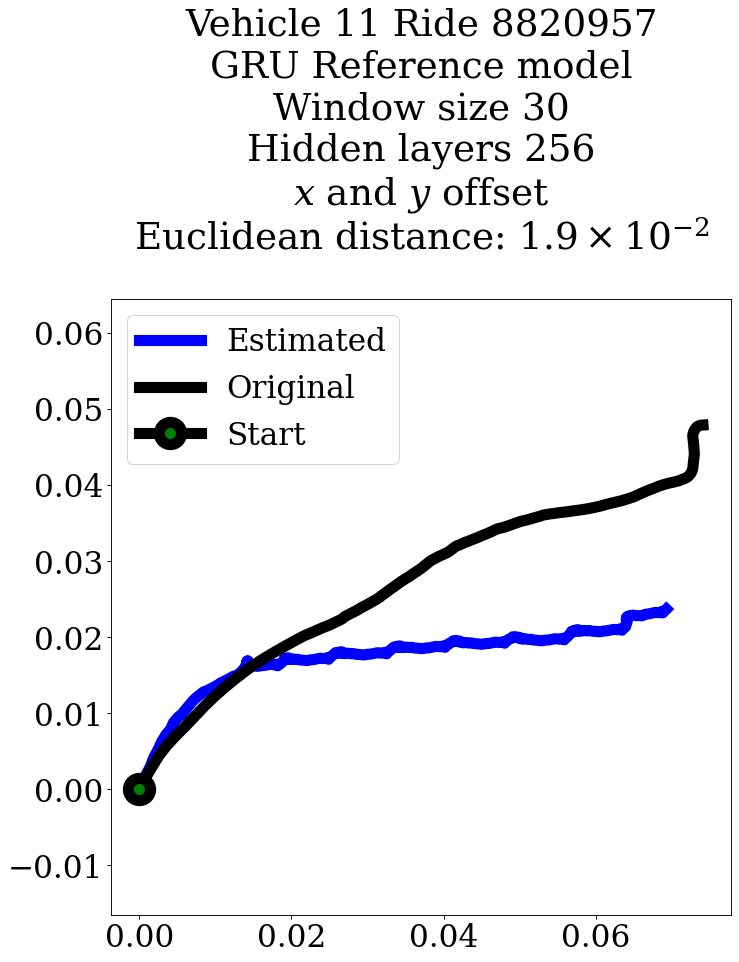 Vehicle 11 Ride 8820957
GRU Reference model
Window size 30
Hidden layers 256
x and y offset
Euclidean distance: 1.9 × 10⁻²
Estimated
Original
Start
0.06
0.05
0.04
0.03
0.02
0.01
0.00
−0.01
0.00 0.02 0.04 0.06